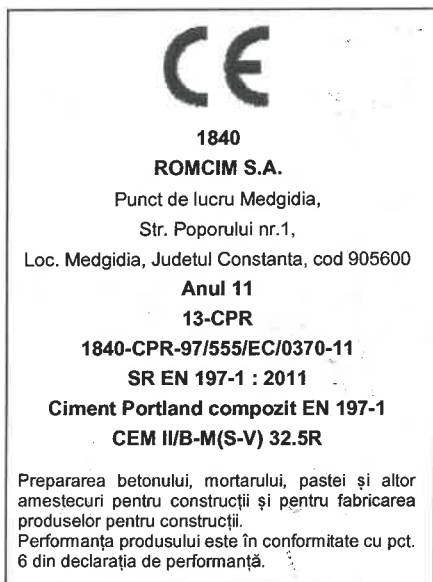 CE
1840
ROMCIM S.A.
Punct de lucru Medgidia,
Str. Poporului nr.1,
Loc. Medgidia, Judetul Constanta, cod 905600
Anul 11
13-CPR
1840-CPR-97/555/EC/0370-11
SR EN 197-1 : 2011
Ciment Portland compozit EN 197-1
CEM II/B-M(S-V) 32.5R
Prepararea betonului, mortarului, pastei și altor
amestecuri pentru construcții și pentru fabricarea
produselor pentru construcții.
Performanța produsului este în conformitate cu pct.
6 din declarația de performanță.